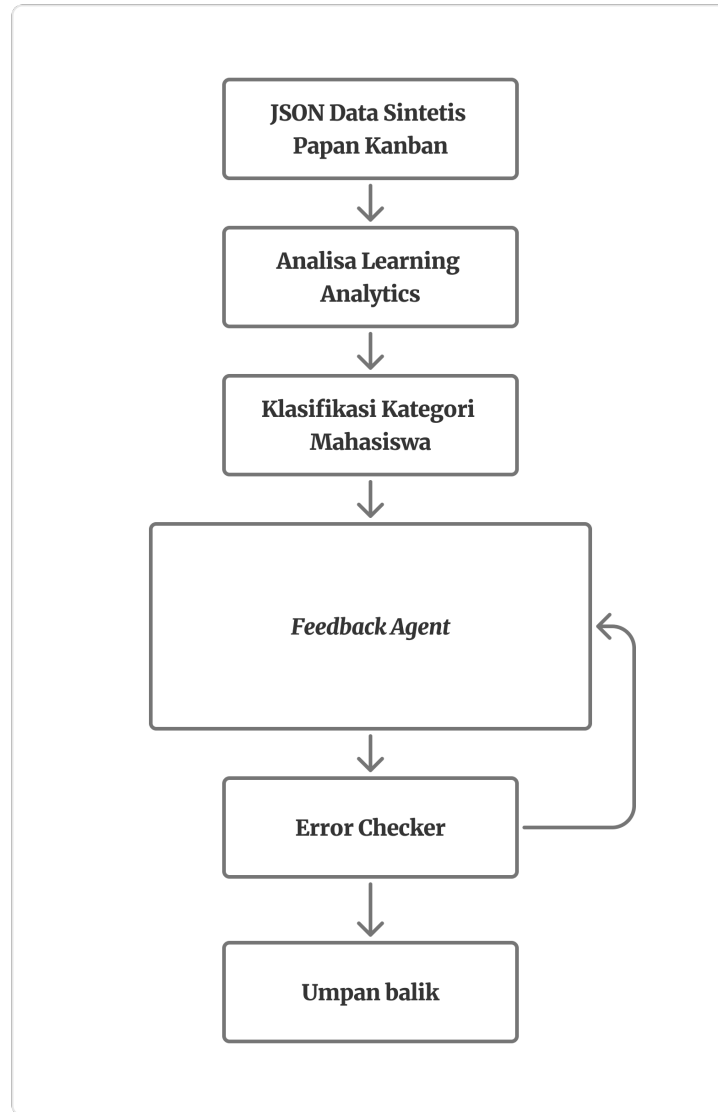 JSON Data Sintetis
Papan Kanban
Analisa Learning
Analytics
Klasifikasi Kategori
Mahasiswa
Feedback Agent
Error Checker
Umpan balik